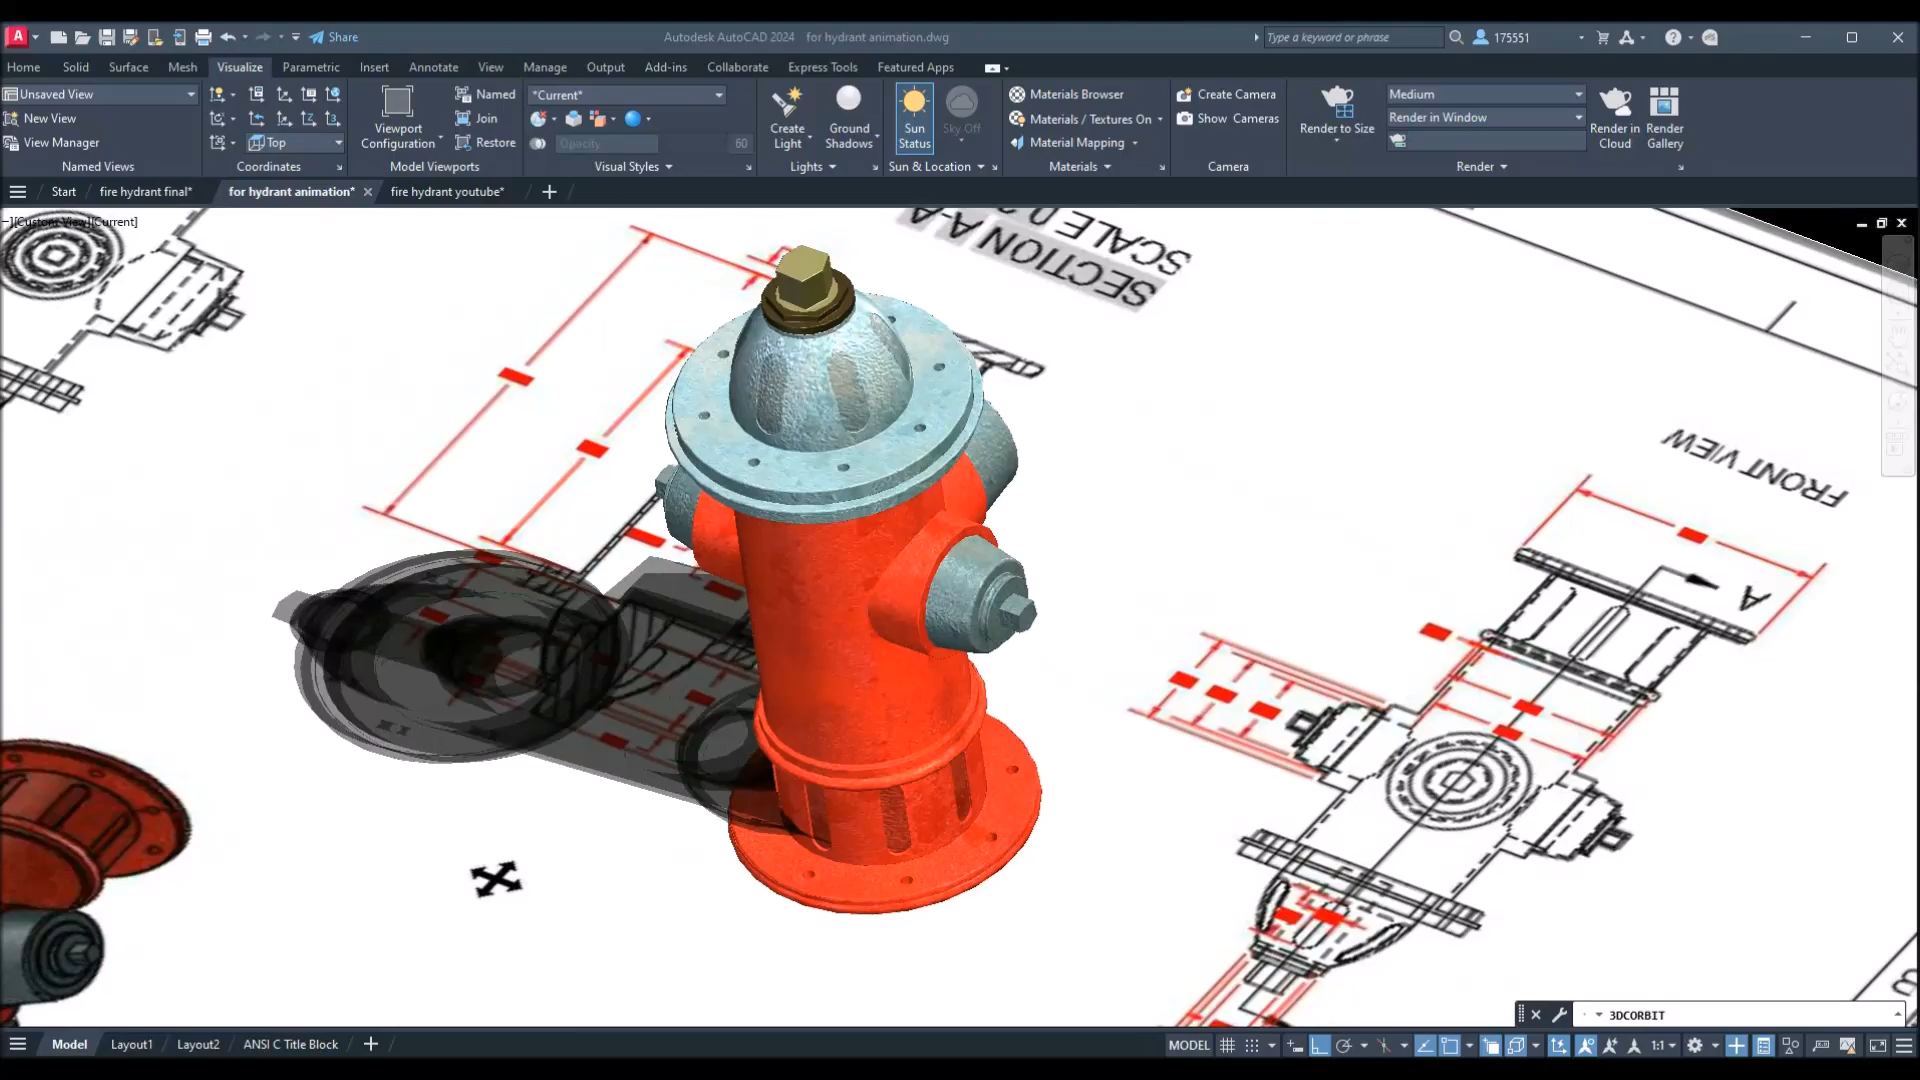 A Share Autodesk AutoCAD 2024 for hydrant animation.dwg Type a keyword or phrase 175551
Home Solid Surface Mesh Visualize Parametric Insert Annotate View Manage Output Add-ins Collaborate Express Tools Featured Apps
Unsaved View
New View
View Manager
Named Views
Top
Coordinates
Viewport
Configuration
Named
Join
Restore
Model Viewports
*Current*
Opacity 60
Visual Styles
Create
Light
Ground
Shadows
Lights
Sun
Status
Sky Off
Sun & Location
Materials Browser
Materials / Textures On
Material Mapping
Materials
Create Camera
Show Cameras
Camera
Render to Size
Medium
Render in Window
Render in
Cloud
Render
Gallery
Render
Start fire hydrant final* for hydrant animation* fire hydrant youtube*
[Custom View][Current]
SECTION A-A
FRONT VIEW
A
B
3DCORBIT
Model Layout1 Layout2 ANSI C Title Block
MODEL 1:1